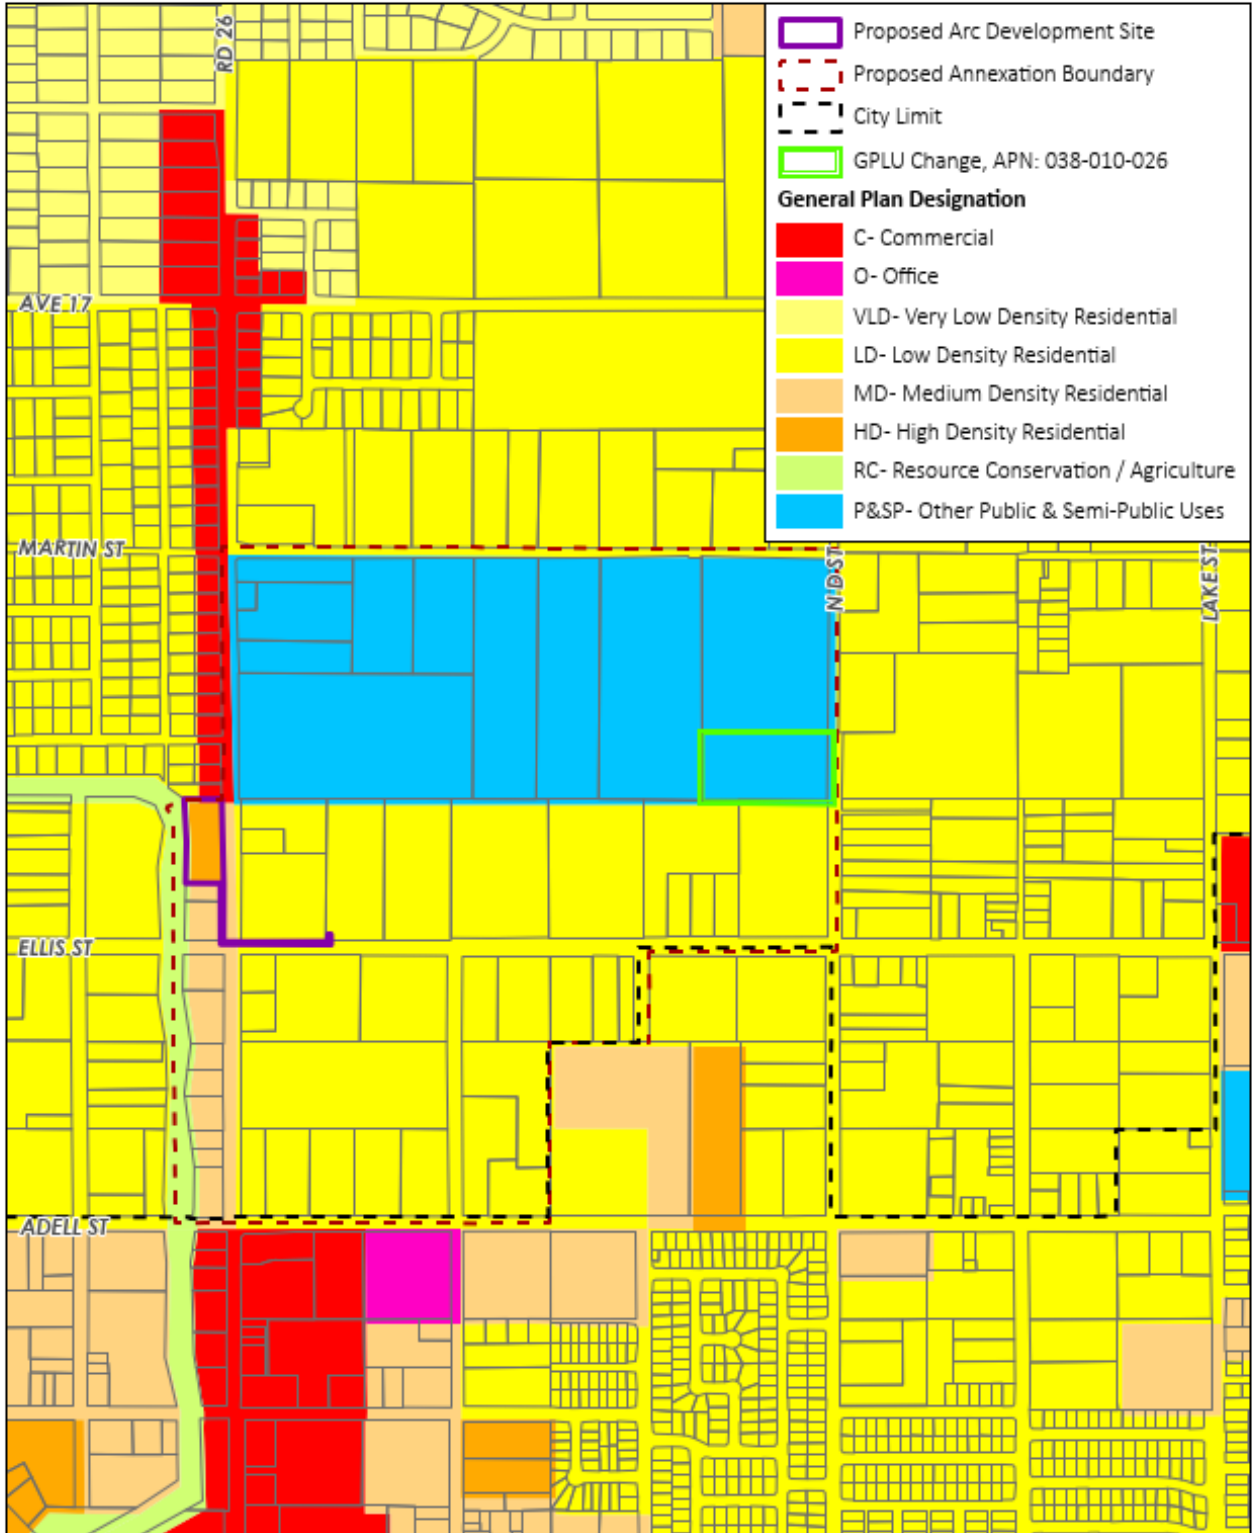 RD 26
Proposed Arc Development Site
Proposed Annexation Boundary
City Limit
GPLU Change, APN: 038-010-026
General Plan Designation
C- Commercial
O- Office
VLD- Very Low Density Residential
LD- Low Density Residential
MD- Medium Density Residential
HD- High Density Residential
RC- Resource Conservation / Agriculture
P&SP- Other Public & Semi-Public Uses
AVE 17
MARTIN ST
N D ST
LAKE ST
ELLIS ST
ADELL ST